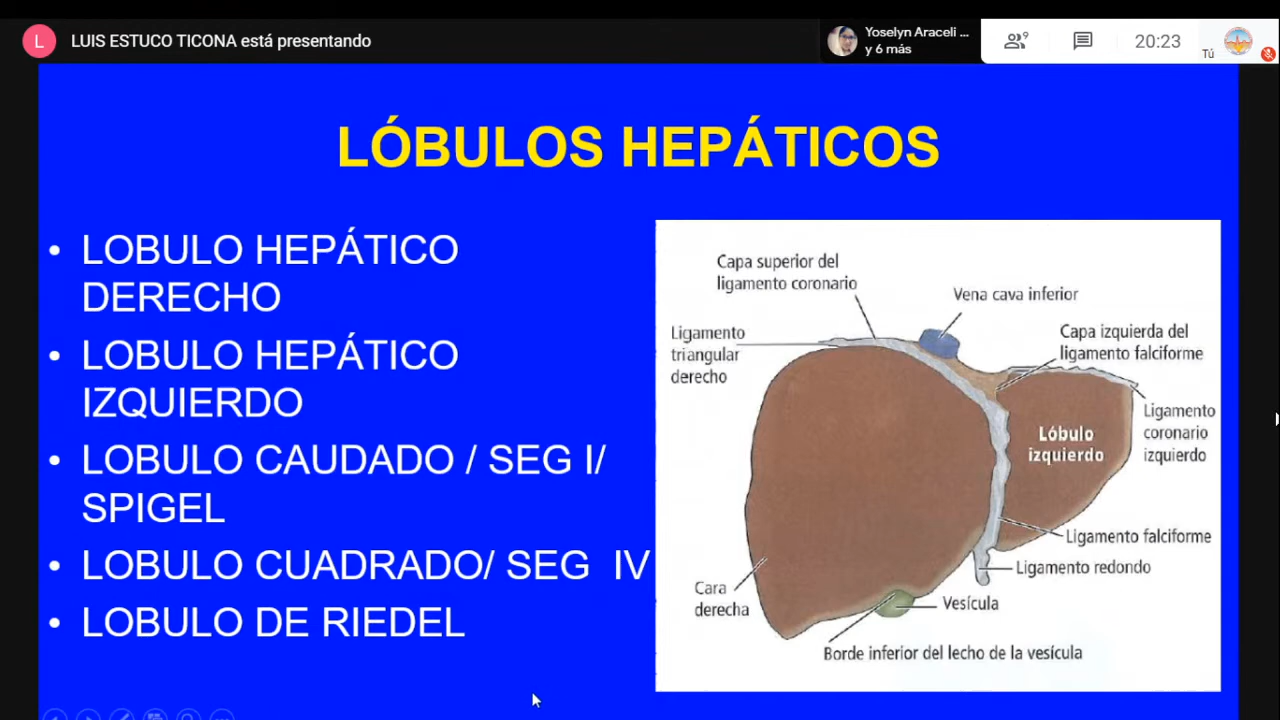 L LUIS ESTUCO TICONA está presentando
Yoselyn Araceli ...
y 6 más
9
20:23
Tú
LÓBULOS HEPÁTICOS
• LOBULO HEPÁTICO
DERECHO
• LOBULO HEPÁTICO
IZQUIERDO
• LOBULO CAUDADO / SEG I/
SPIGEL
• LOBULO CUADRADO/ SEG IV
• LOBULO DE RIEDEL
Capa superior del
ligamento coronario
Vena cava inferior
Ligamento
triangular
derecho
Capa izquierda del
ligamento falciforme
Ligamento
coronario
izquierdo
Lóbulo
izquierdo
Ligamento falciforme
Ligamento redondo
Cara
derecha
Vesícula
Borde inferior del lecho de la vesícula